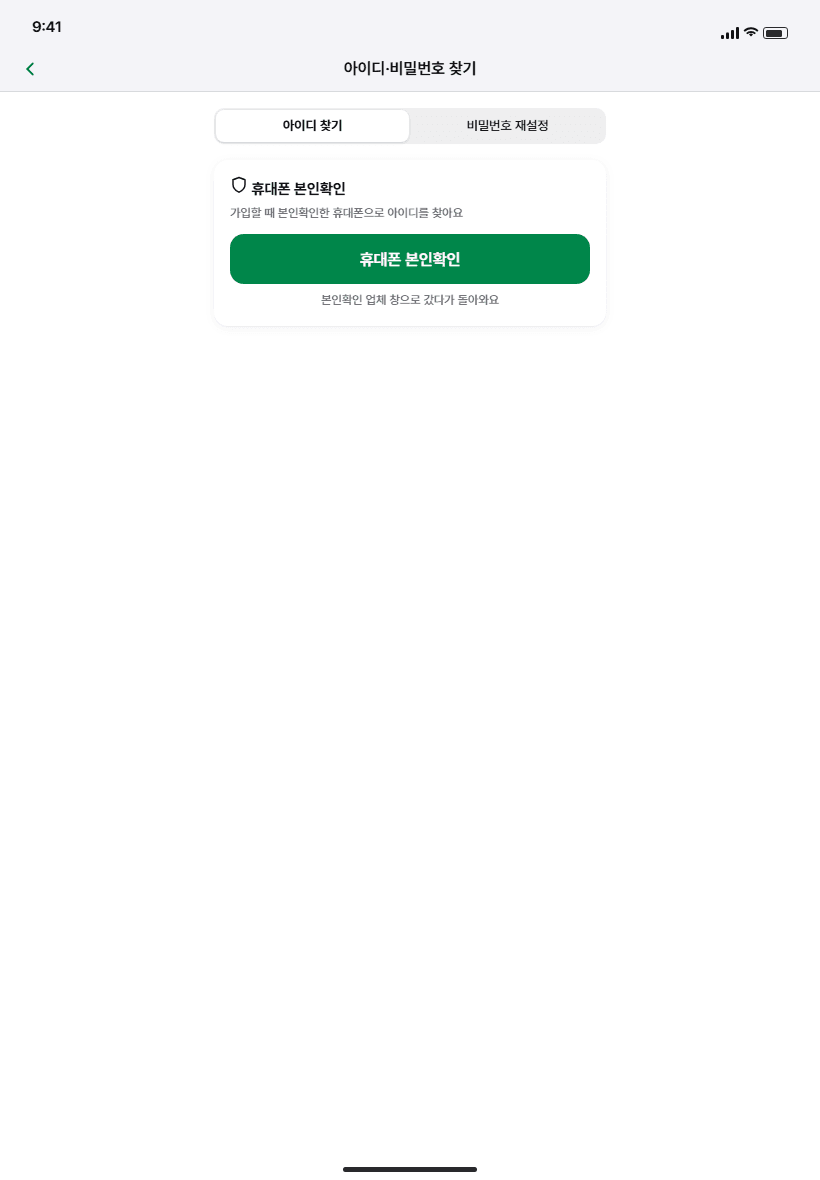 9:41
아이디·비밀번호 찾기
아이디 찾기
비밀번호 재설정
휴대폰 본인확인
가입할 때 본인확인한 휴대폰으로 아이디를 찾아요
휴대폰 본인확인
본인확인 업체 창으로 갔다가 돌아와요